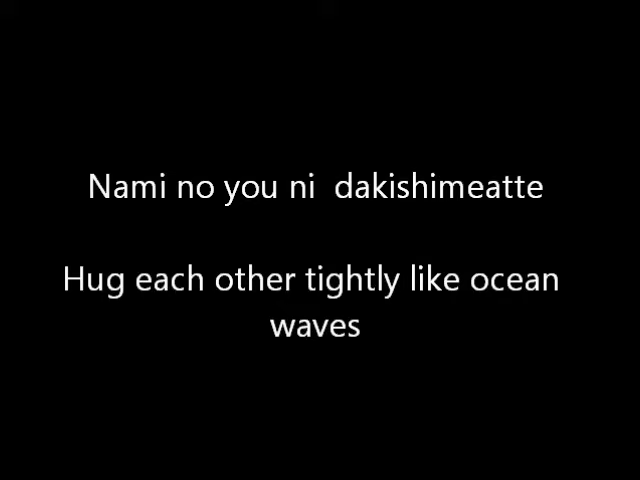 Nami no you ni  dakishimeatte
Hug each other tightly like ocean
waves